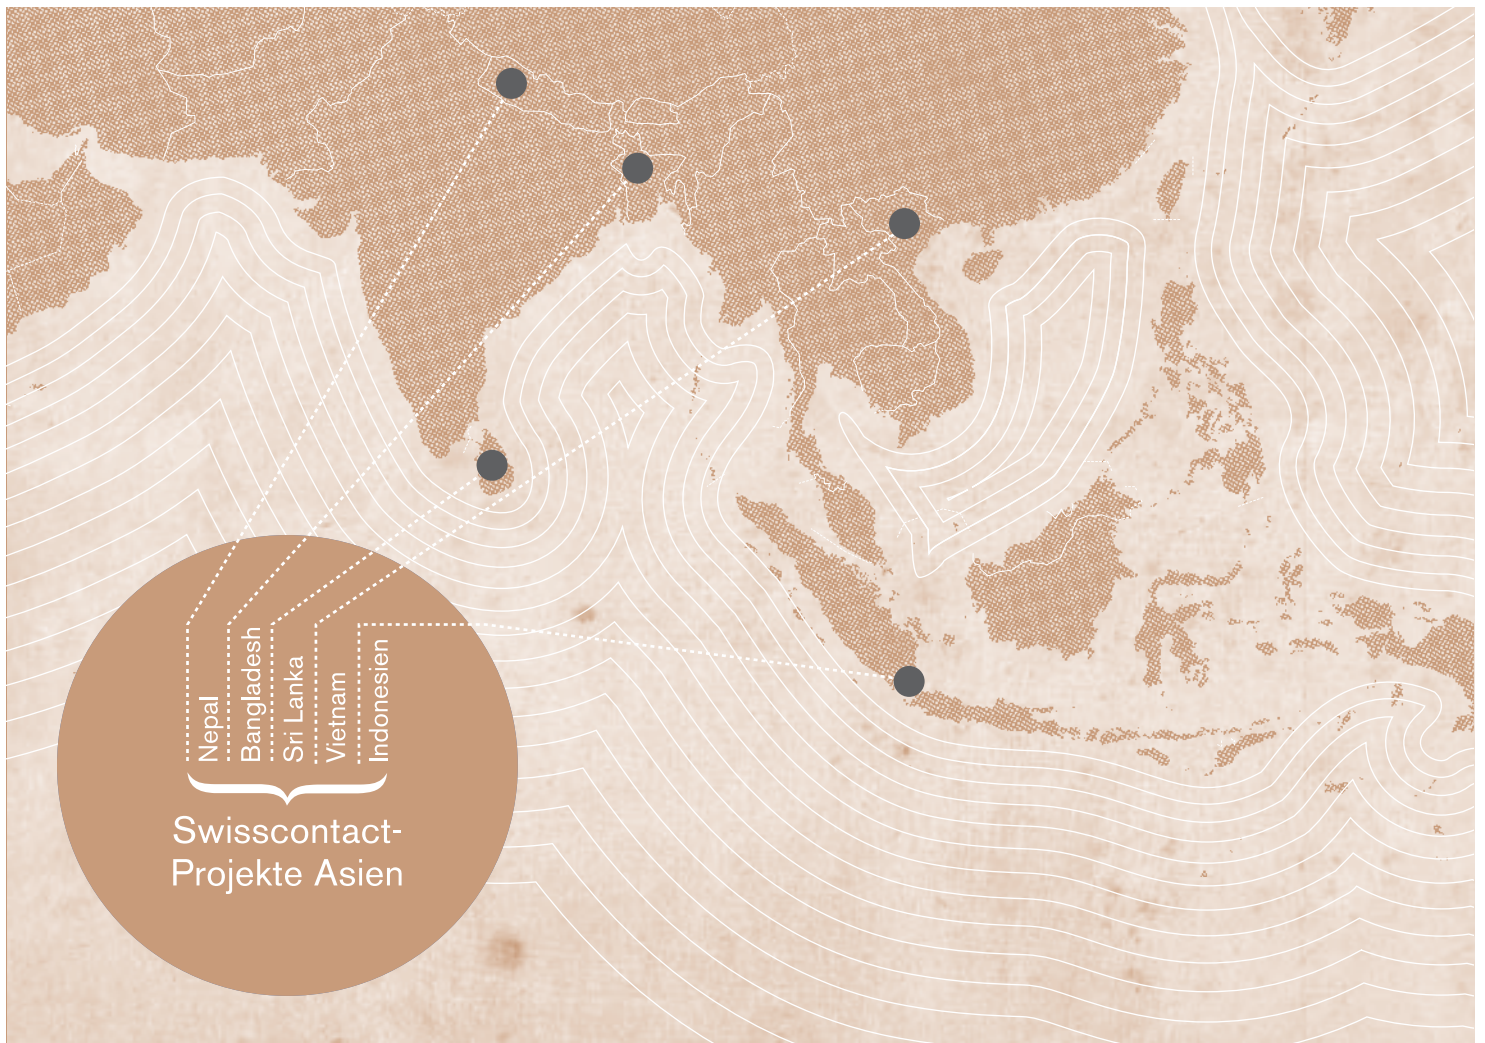 Nepal
Bangladesh
Sri Lanka
Vietnam
Indonesien
Swisscontact-
Projekte Asien